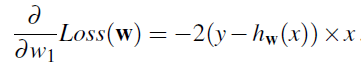 ∂/∂w₁ Loss(𝐰) = −2(y − h_𝐰(x)) × x